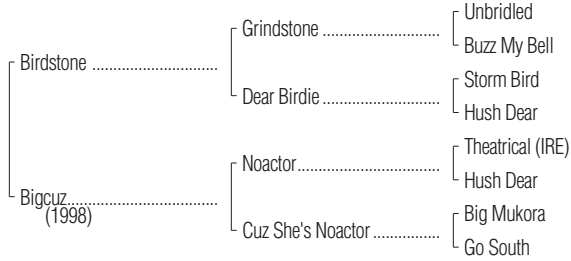 Unbridled
Grindstone ............................
Buzz My Bell
Birdstone ..............................
Storm Bird
Dear Birdie ............................
Hush Dear
Theatrical (IRE)
Noactor..................................
Hush Dear
Bigcuz....................................
(1998)
Big Mukora
Cuz She's Noactor ................
Go South